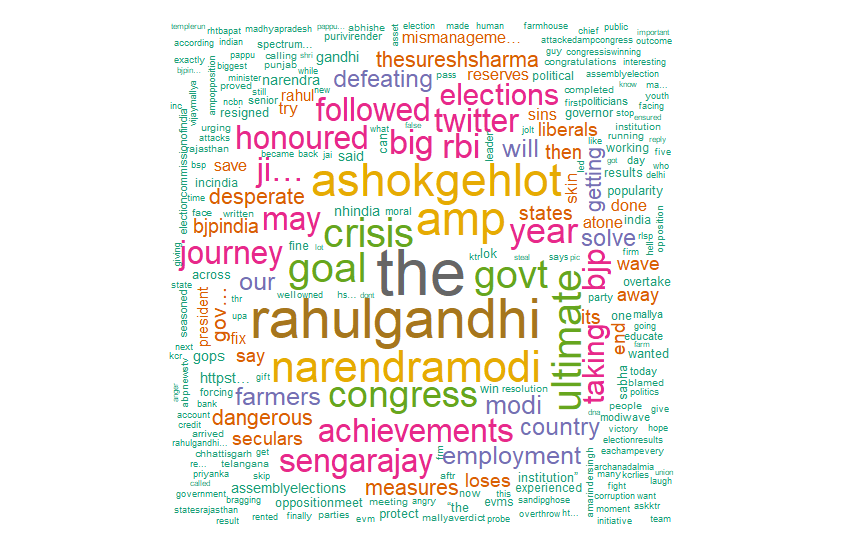 templerun
rhtbapat madhyapradesh pappu… abhishe election made human farmhouse
according indian spectrum… calling shri purivirender mismanageme… asset guy chief public important
exactly pappu gandhi attackedampcongress congressiswinning outcome
bjpin… biggest punjab while thesureshsharma congratulations interesting
minister narendra defeating pass reserves political assemblyelection
proved still new elections completed know ma…
inc ncbn senior rahul followed first politicians youth
vijaymallya ampopposition resigned try twitter sins governor stop facing
urging honoured what false big rbi jolt liberals institution ensured
attacks can leader will like running reply
rajasthan became back jai then working five
electioncommissionofindia bsp save said ji… ashokgehlot skin getting got day who
incindia led results delhi
time desperate nhindia moral amp states popularity
face written may crisis year done rlsp
bjpindia atone india hell opposition
giving journey fine lot goal the lok ktr says pic steal solve firm wave
across our govt bjp overtake
state well owned hs… dont party away
seasoned president gov… thr rahulgandhi ultimate taking its one mallya
upa educate going
next fix end farm
kcr gops say narendramodi wanted
abpnewstv httpst… sabha today
anger forcing gift farmers congress win resolution blamed politics
bank modi dna people give
account dangerous modiwave
credit achievements country victory hope
rahulgandhi… arrived seculars electionresults
chhattisgarh get sengarajay frm employment eachampevery
re… telangana amarindersingh archanadalmia
priyanka skip measures aftr loses institution” many kcrlies union
called assemblyelections experienced fight laugh
government now this sandipghose corruption want
bragging oppositionmeet meeting angry “the evms moment askktr
statesrajasthan rented finally parties protect mallya verdict probe overthrow ht… initiative
result evm team